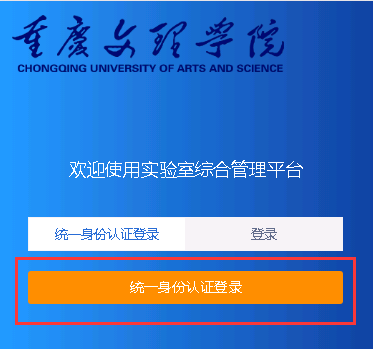 重庆文理学院
CHONGQING UNIVERSITY OF ARTS AND SCIENCE
欢迎使用实验室综合管理平台
统一身份认证登录 登录
统一身份认证登录